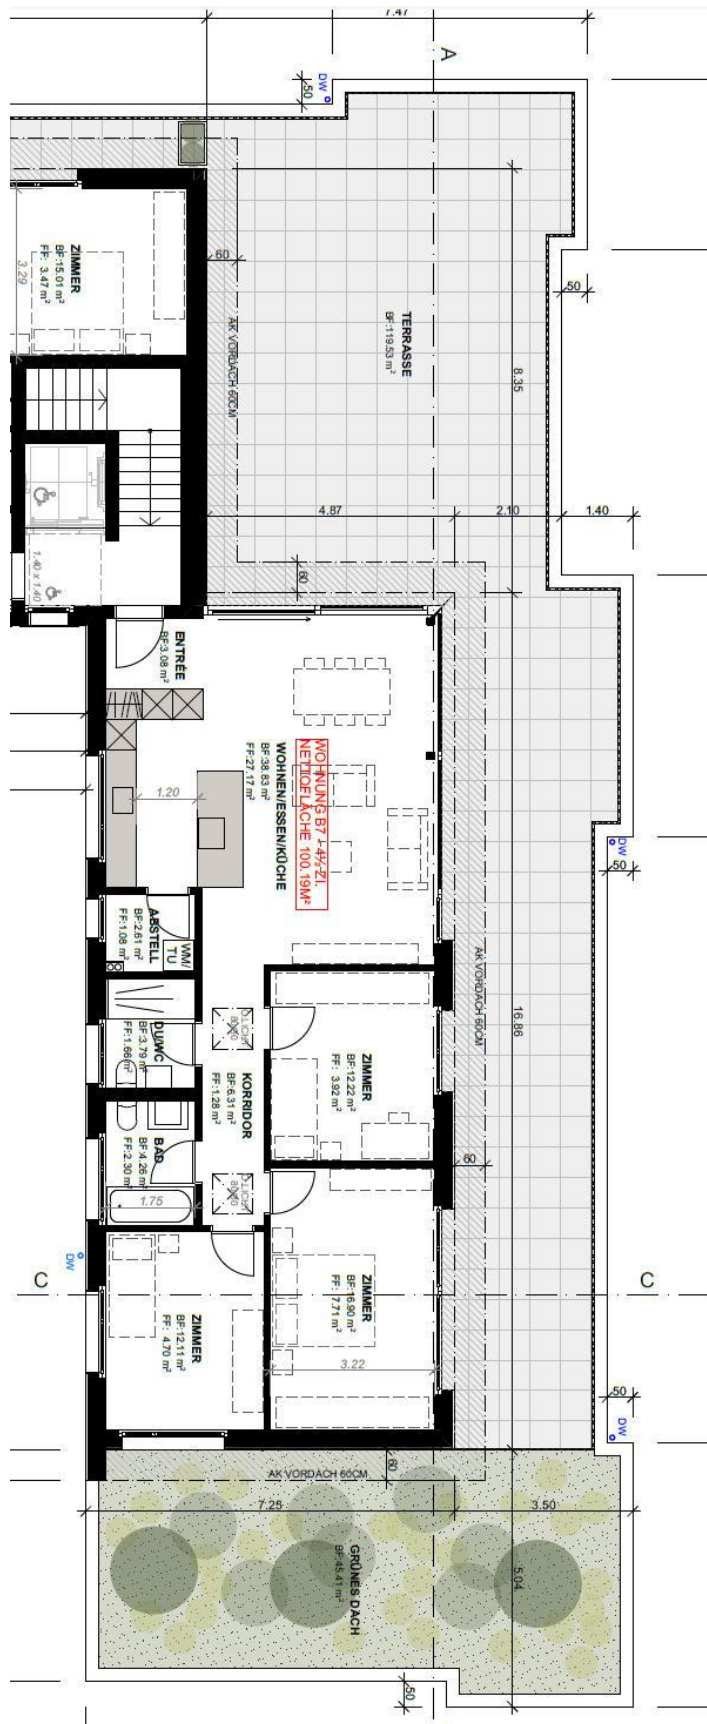 7.47
A
DW
50
60
ZIMMER
BF:15.01 m²
FF: 3.47 m²
3.29
50
AK VORDACH 60CM
TERRASSE
BF:119.53 m²
8.35
4.87
2.10
1.40
1.40 x 1.40
60
ENTRÉE
BF:3.08 m²
WOHNUNG B7 - 4½-ZI.
NETTOFLÄCHE 100.19M²
WOHNEN/ESSEN/KÜCHE
BF:38.83 m²
FF:27.17 m²
1.20
DW
50
ABSTELL
BF:2.61 m²
FF:1.08 m²
WM/
TU
AK VORDACH 60CM
16.86
DU/WC
BF:3.79 m²
FF:1.66 m²
KORRIDOR
BF:6.31 m²
FF:1.28 m²
ZIMMER
BF:12.22 m²
FF: 3.92 m²
BAD
BF:4.26 m²
FF:2.30 m²
1.75
60
DW
C
C
ZIMMER
BF:12.11 m²
FF: 4.70 m²
ZIMMER
BF:16.90 m²
FF: 7.71 m²
3.22
50
DW
AK VORDACH 60CM
60
7.25
3.50
GRÜNES DACH
BF:45.41 m²
5.04
50